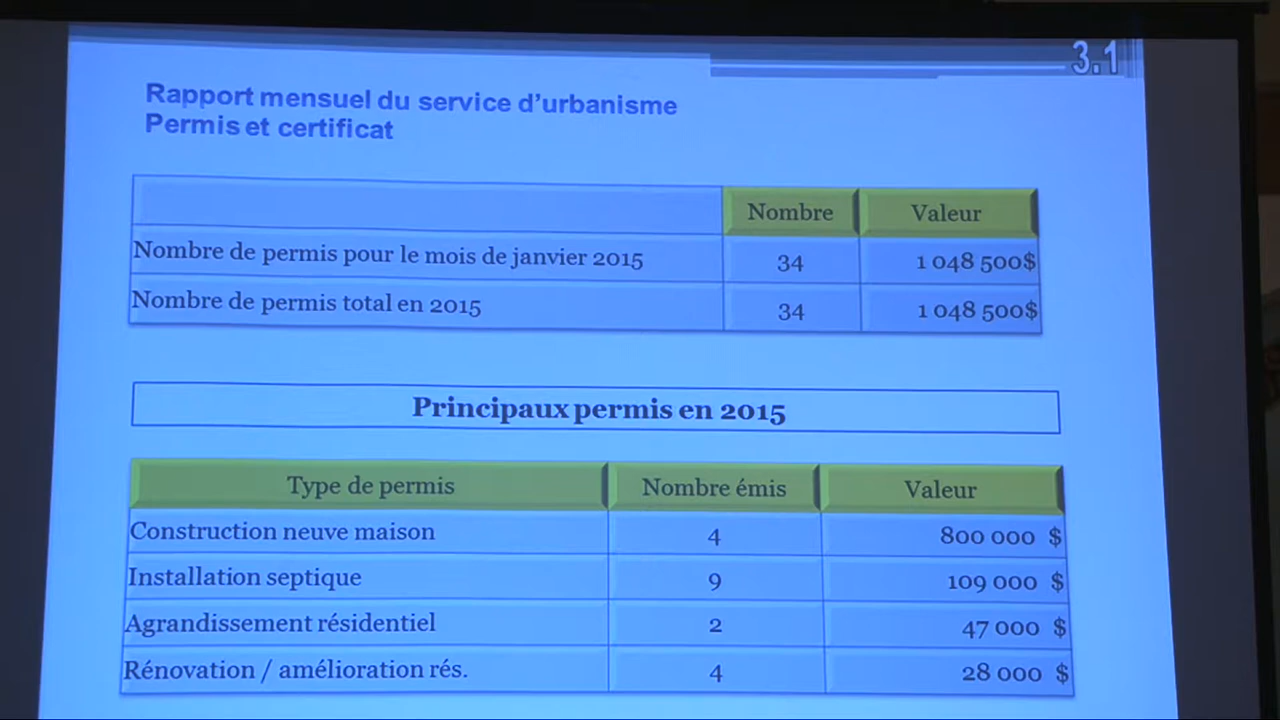 3.1
Rapport mensuel du service d'urbanisme
Permis et certificat
Nombre Valeur
Nombre de permis pour le mois de janvier 2015 34 1 048 500$
Nombre de permis total en 2015 34 1 048 500$
Principaux permis en 2015
Type de permis Nombre émis Valeur
Construction neuve maison 4 800 000 $
Installation septique 9 109 000 $
Agrandissement résidentiel 2 47 000 $
Rénovation / amélioration rés. 4 28 000 $